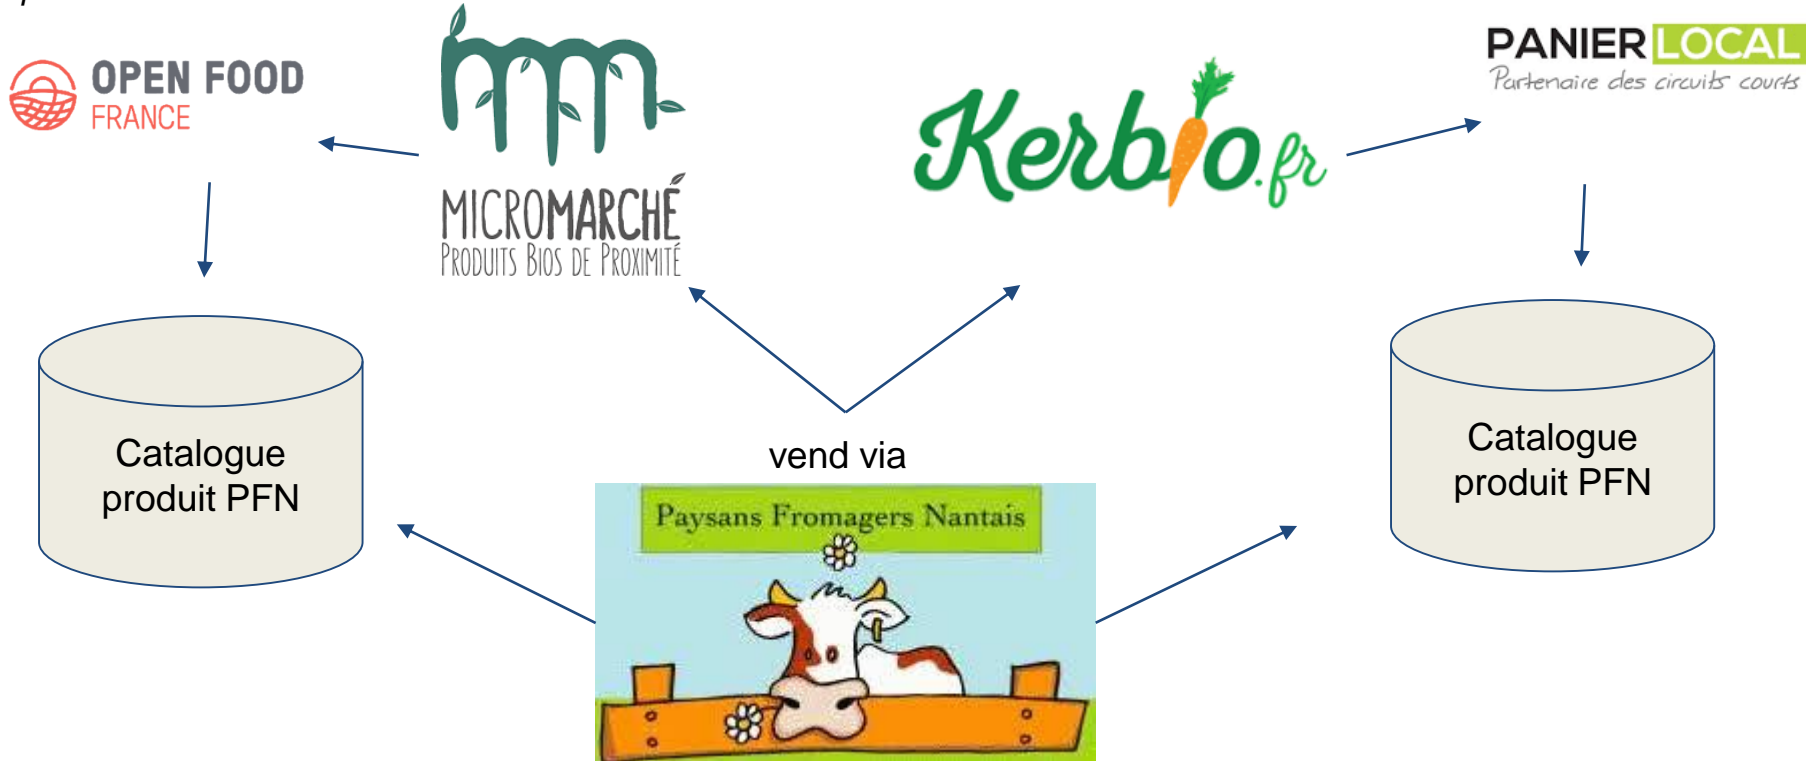 OPEN FOOD
FRANCE
MICROMARCHÉ
PRODUITS BIOS DE PROXIMITÉ
Kerbio.fr
PANIER LOCAL
Partenaire des circuits courts
Catalogue
produit PFN
vend via
Paysans Fromagers Nantais
Catalogue
produit PFN